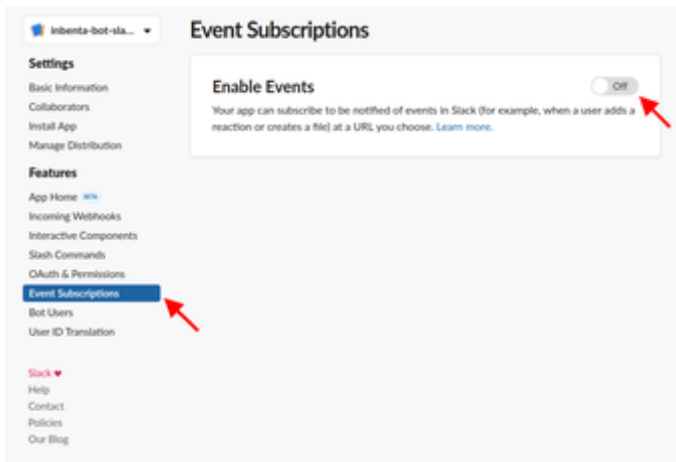 inbenta-bot-sla...
Event Subscriptions
Settings
Basic Information
Collaborators
Install App
Manage Distribution
Enable Events
Off
Your app can subscribe to be notified of events in Slack (for example, when a user adds a
reaction or creates a file) at a URL you choose. Learn more.
Features
App Home BETA
Incoming Webhooks
Interactive Components
Slash Commands
OAuth & Permissions
Event Subscriptions
Bot Users
User ID Translation
Slack ♥
Help
Contact
Policies
Our Blog